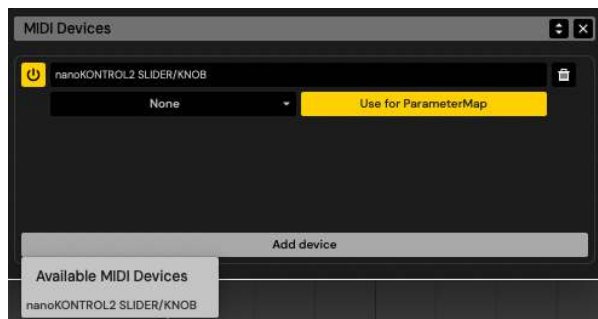 MIDI Devices
nanoKONTROL2 SLIDER/KNOB
None
Use for ParameterMap
Add device
Available MIDI Devices
nanoKONTROL2 SLIDER/KNOB